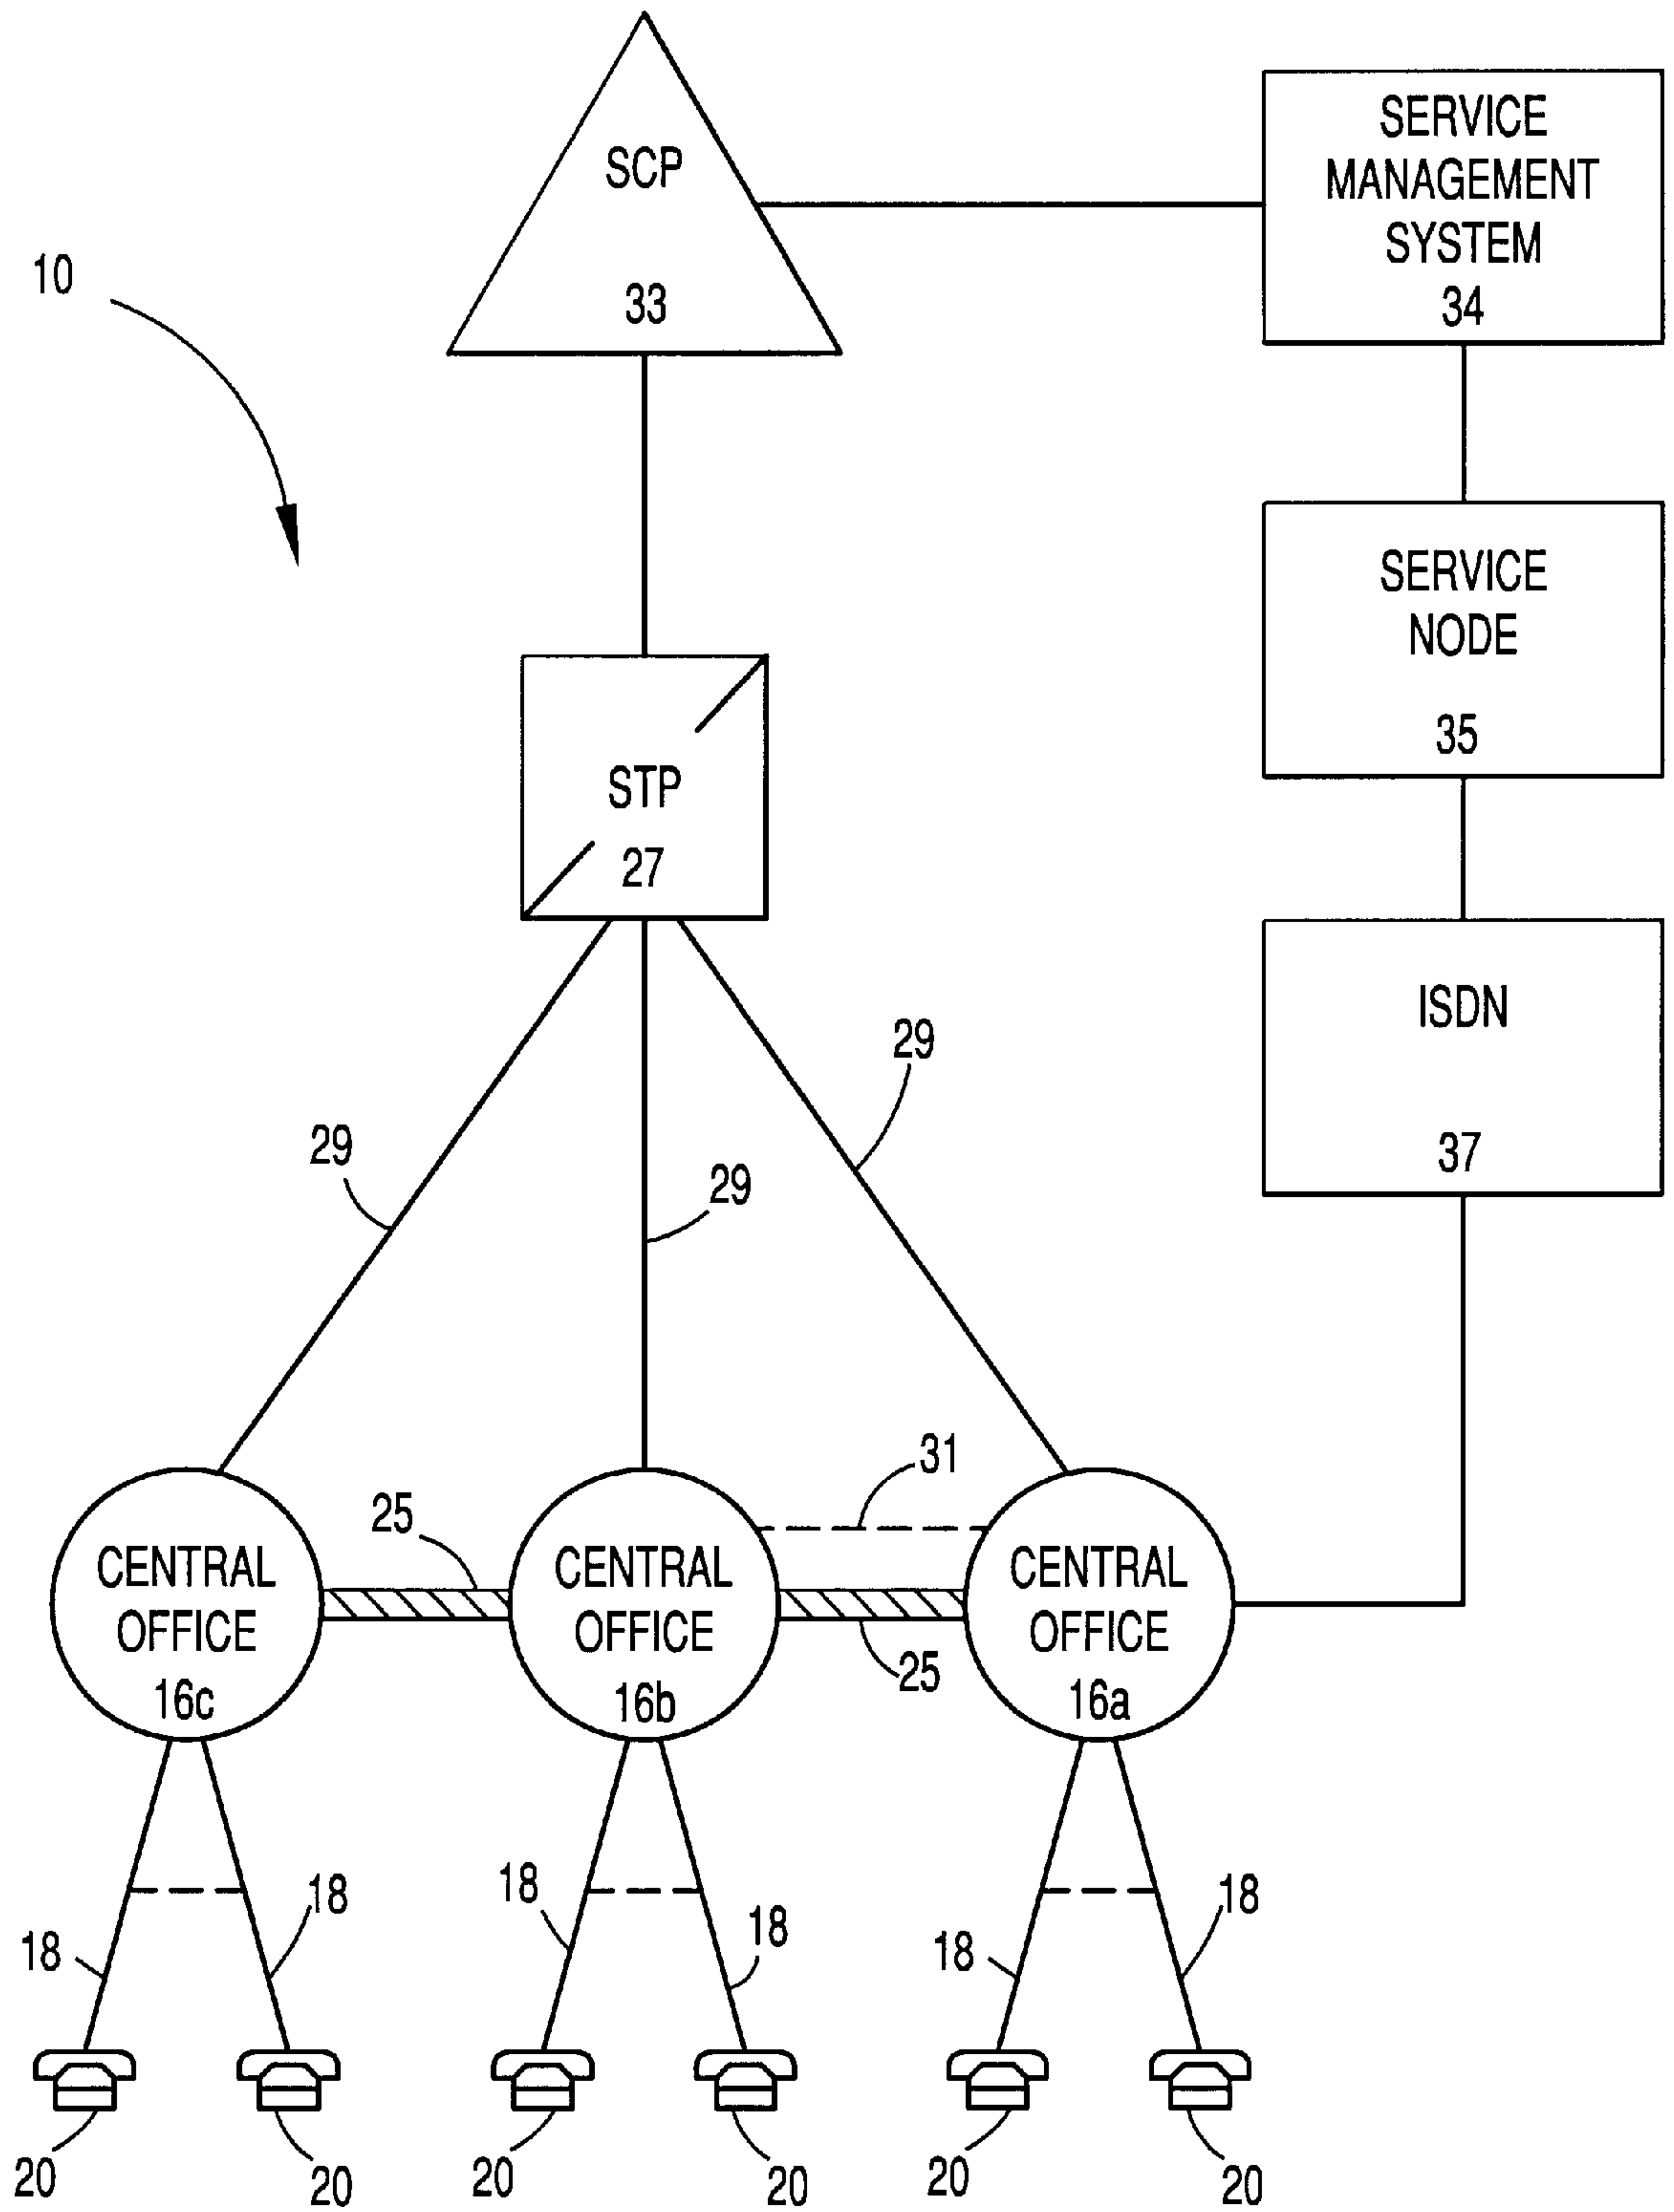 SCP
33
SERVICE
MANAGEMENT
SYSTEM
34
10
SERVICE
NODE
35
STP
27
ISDN
37
29
29
29
31
25
25
CENTRAL
OFFICE
16c
CENTRAL
OFFICE
16b
CENTRAL
OFFICE
16a
18
18
18
18
18
18
20
20
20
20
20
20